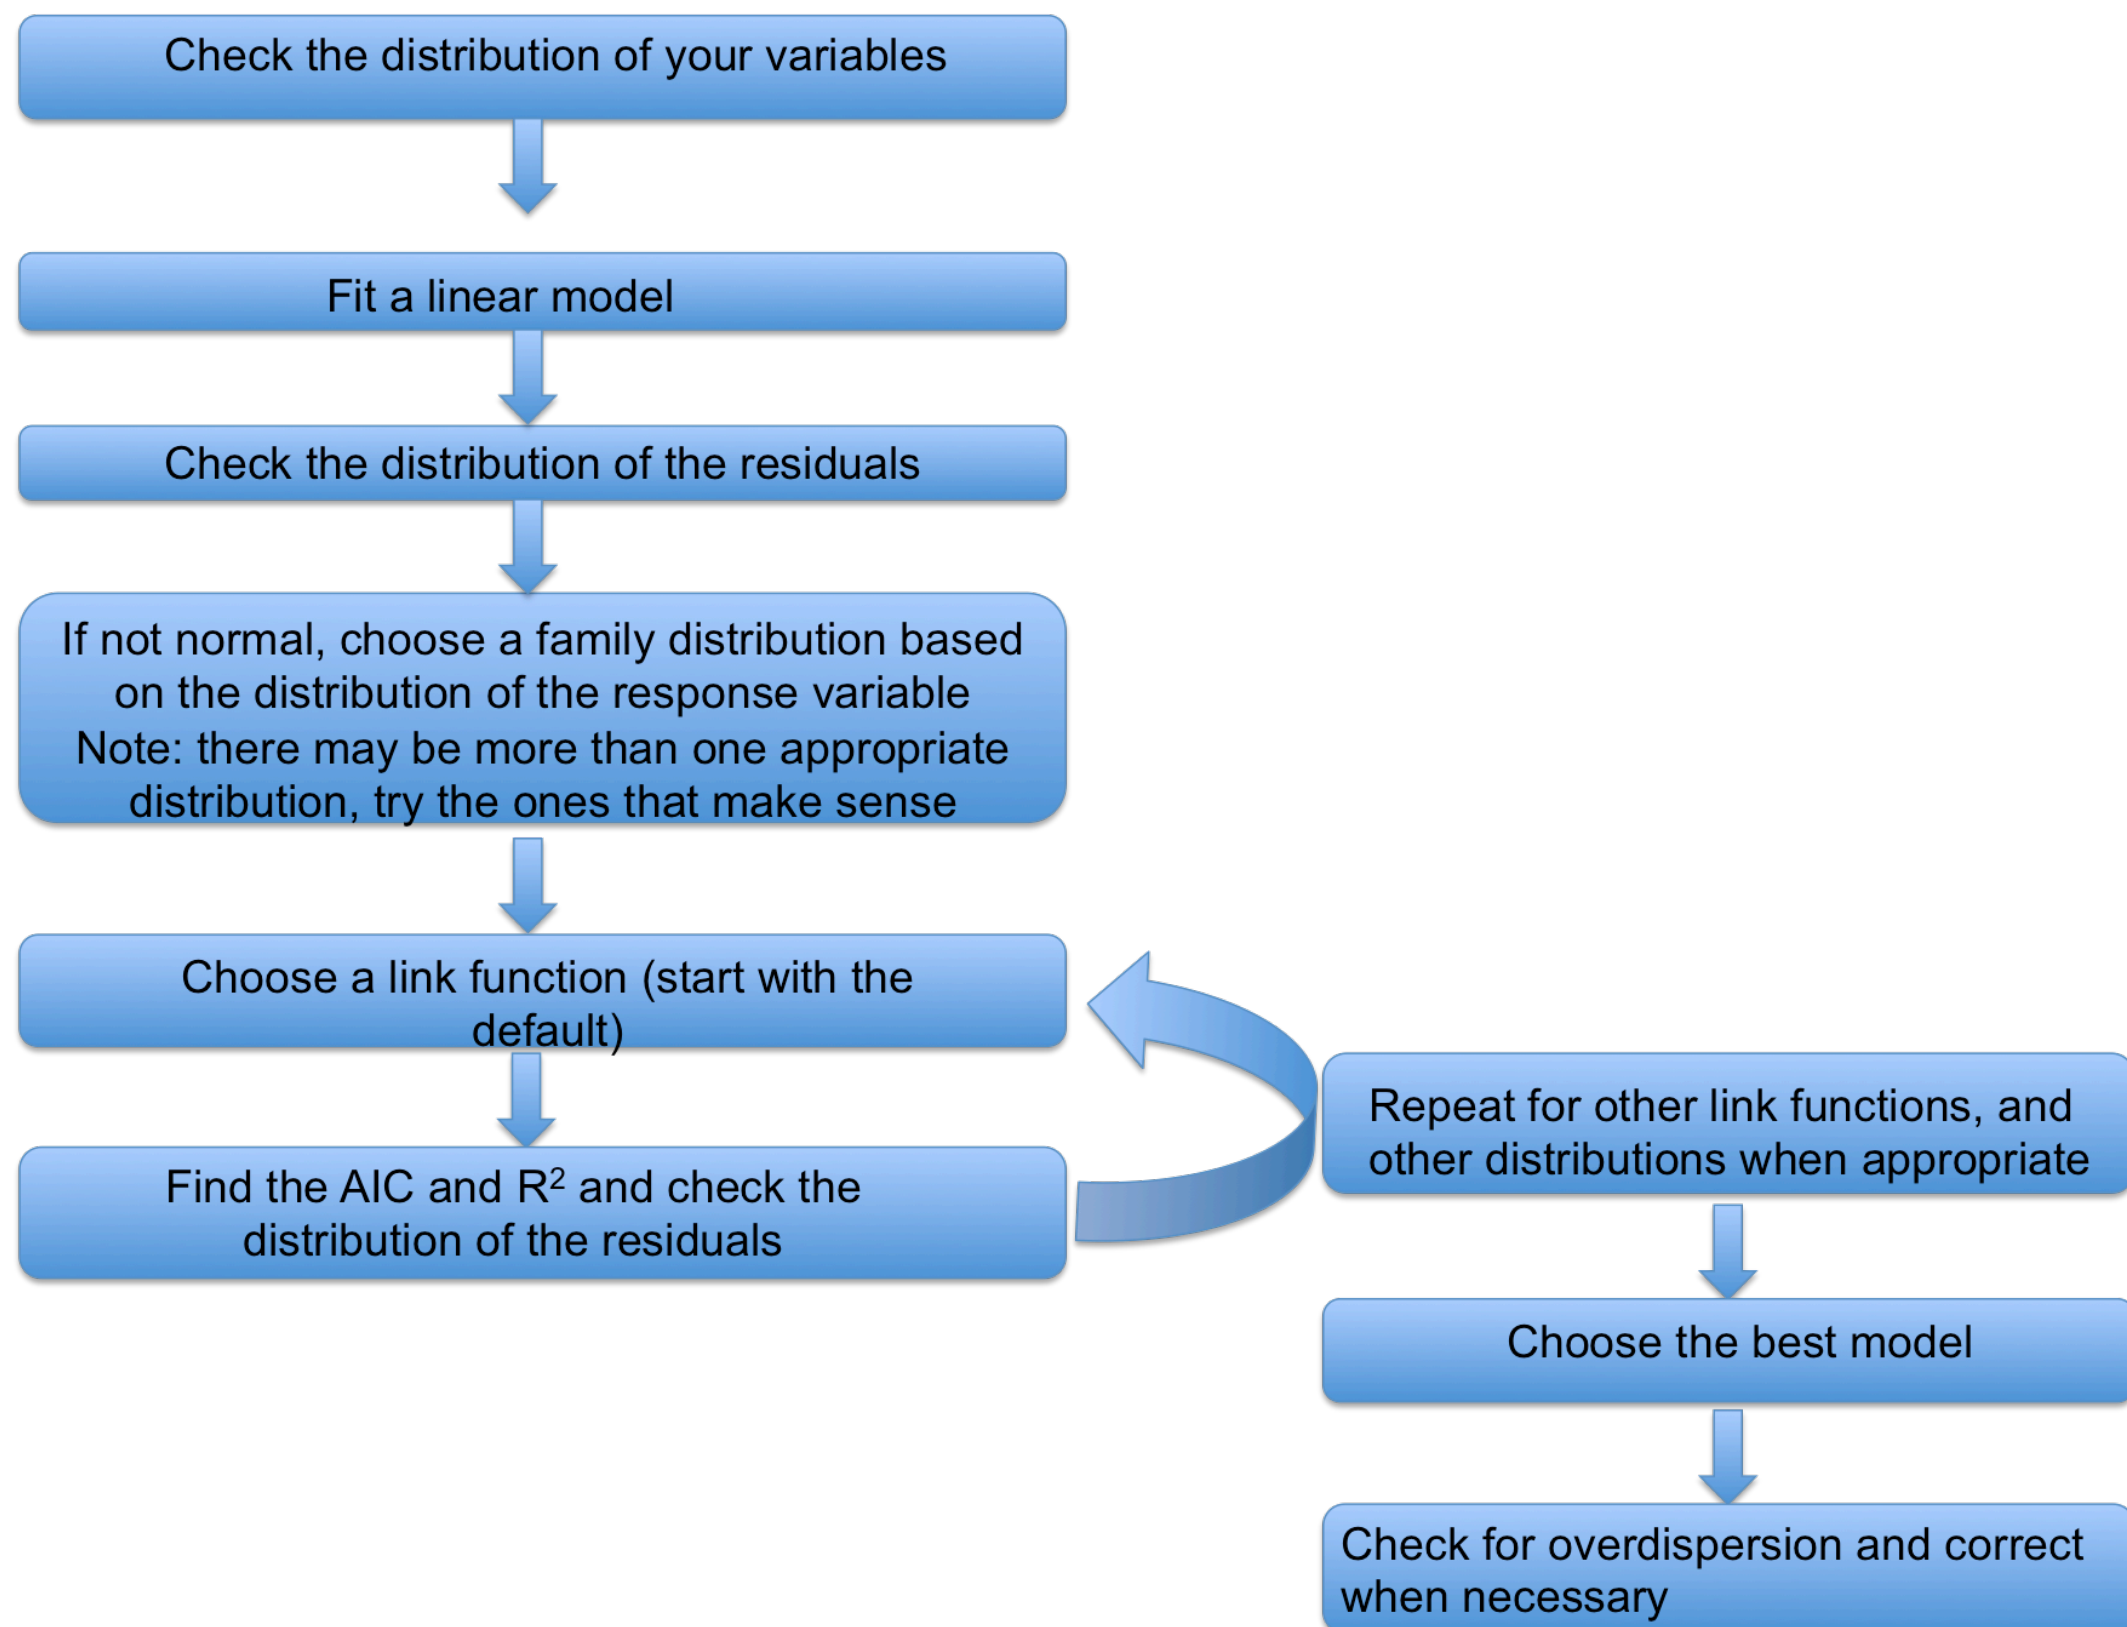 Check the distribution of your variables
Fit a linear model
Check the distribution of the residuals
If not normal, choose a family distribution based
on the distribution of the response variable
Note: there may be more than one appropriate
distribution, try the ones that make sense
Choose a link function (start with the
default)
Find the AIC and R² and check the
distribution of the residuals
Repeat for other link functions, and
other distributions when appropriate
Choose the best model
Check for overdispersion and correct
when necessary